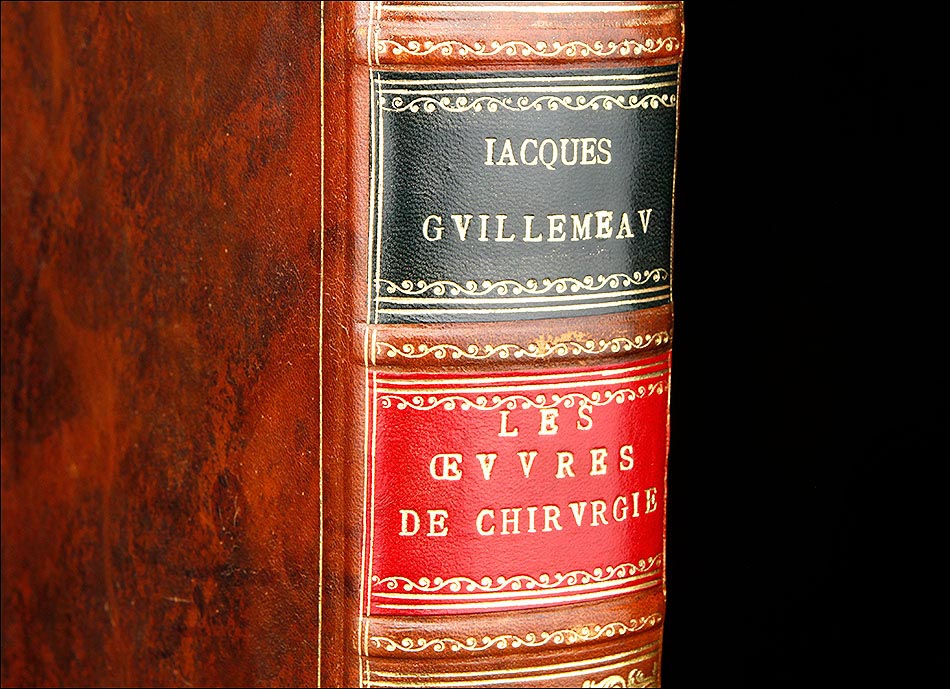 IACQUES
GVILLEMEAV
LES
ŒVVRES
DE CHIRVRGIE